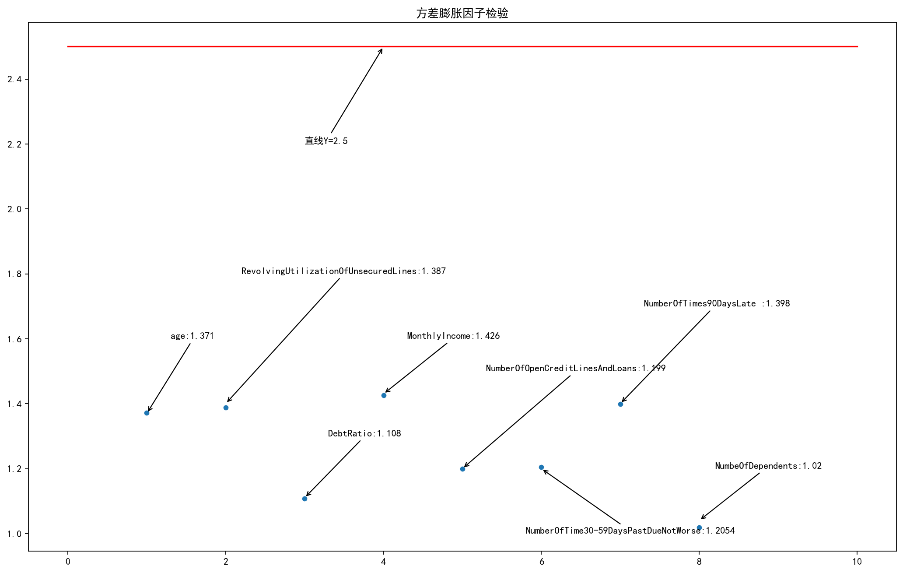 方差膨胀因子检验
2.4
2.2
2.0
1.8
1.6
1.4
1.2
1.0
直线Y=2.5
RevolvingUtilizationOfUnsecuredLines:1.387
NumberOfTimes90DaysLate :1.398
age:1.371
MonthlyIncome:1.426
NumberOfOpenCreditLinesAndLoans:1.199
DebtRatio:1.108
NumbeOfDependents:1.02
NumberOfTime30-59DaysPastDueNotWorse:1.2054
0
2
4
6
8
10